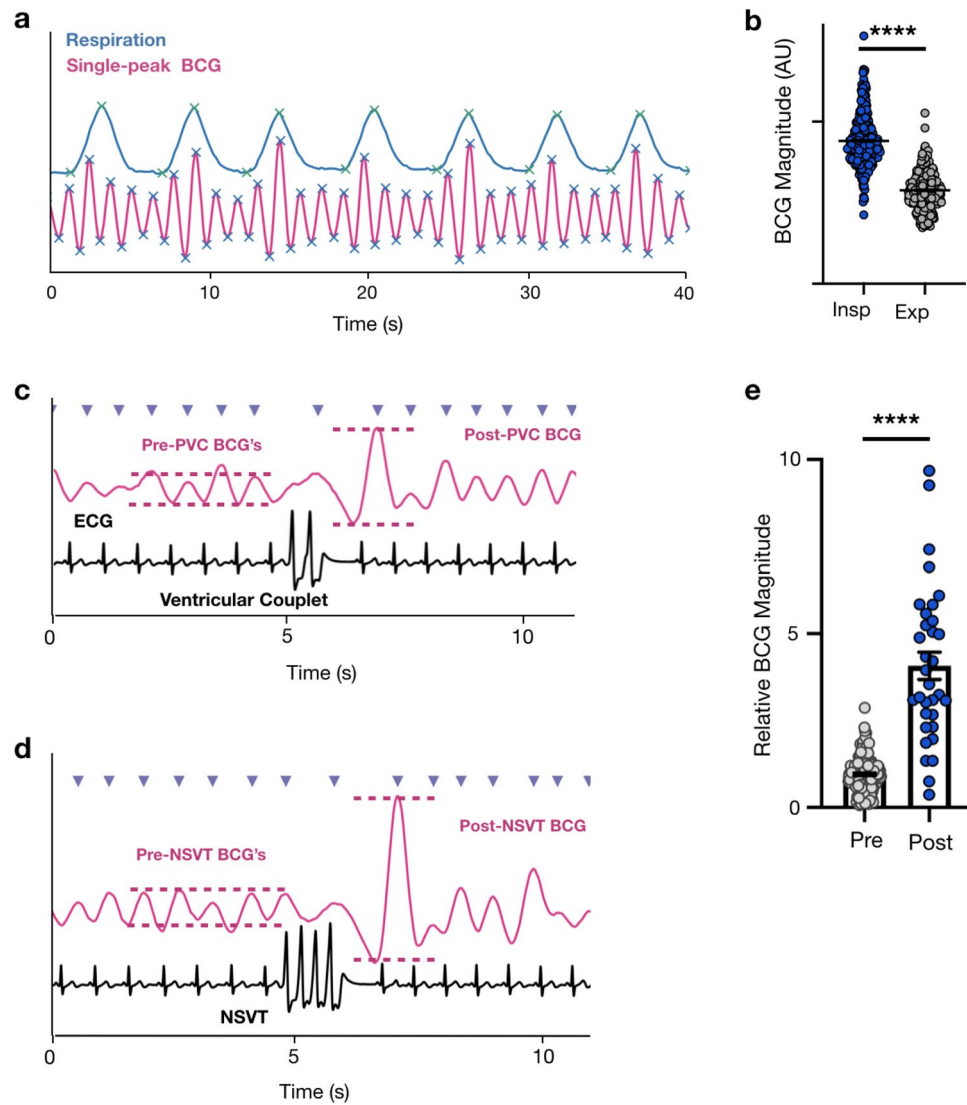 a
Respiration
Single-peak BCG
0 10 20 30 40
Time (s)
b
****
BCG Magnitude (AU)
Insp Exp
c
Pre-PVC BCG's
Post-PVC BCG
ECG
Ventricular Couplet
0 5 10
Time (s)
d
Pre-NSVT BCG's
Post-NSVT BCG
NSVT
0 5 10
Time (s)
e
****
10
5
0
Relative BCG Magnitude
Pre Post